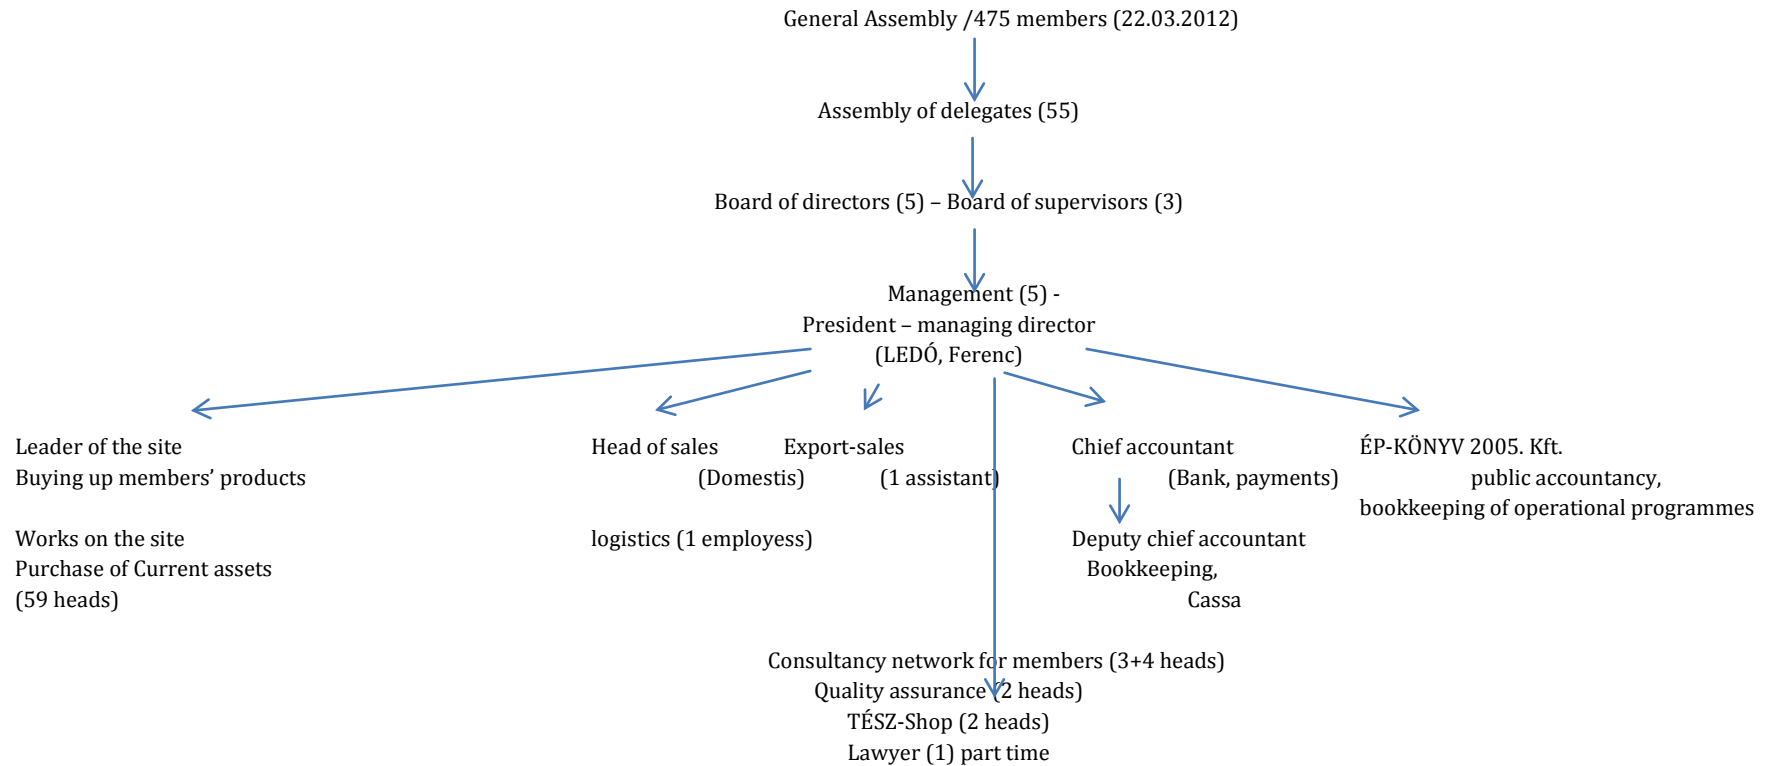 General Assembly /475 members (22.03.2012)
Assembly of delegates (55)
Board of directors (5) – Board of supervisors (3)
Management (5) -
President – managing director
(LEDÓ, Ferenc)
Leader of the site
Buying up members’ products
Works on the site
Purchase of Current assets
(59 heads)
Head of sales
(Domestis)
logistics (1 employess)
Export-sales
(1 assistant)
Chief accountant
(Bank, payments)
Deputy chief accountant
Bookkeeping,
Cassa
ÉP-KÖNYV 2005. Kft.
public accountancy,
bookkeeping of operational programmes
Consultancy network for members (3+4 heads)
Quality assurance (2 heads)
TÉSZ-Shop (2 heads)
Lawyer (1) part time